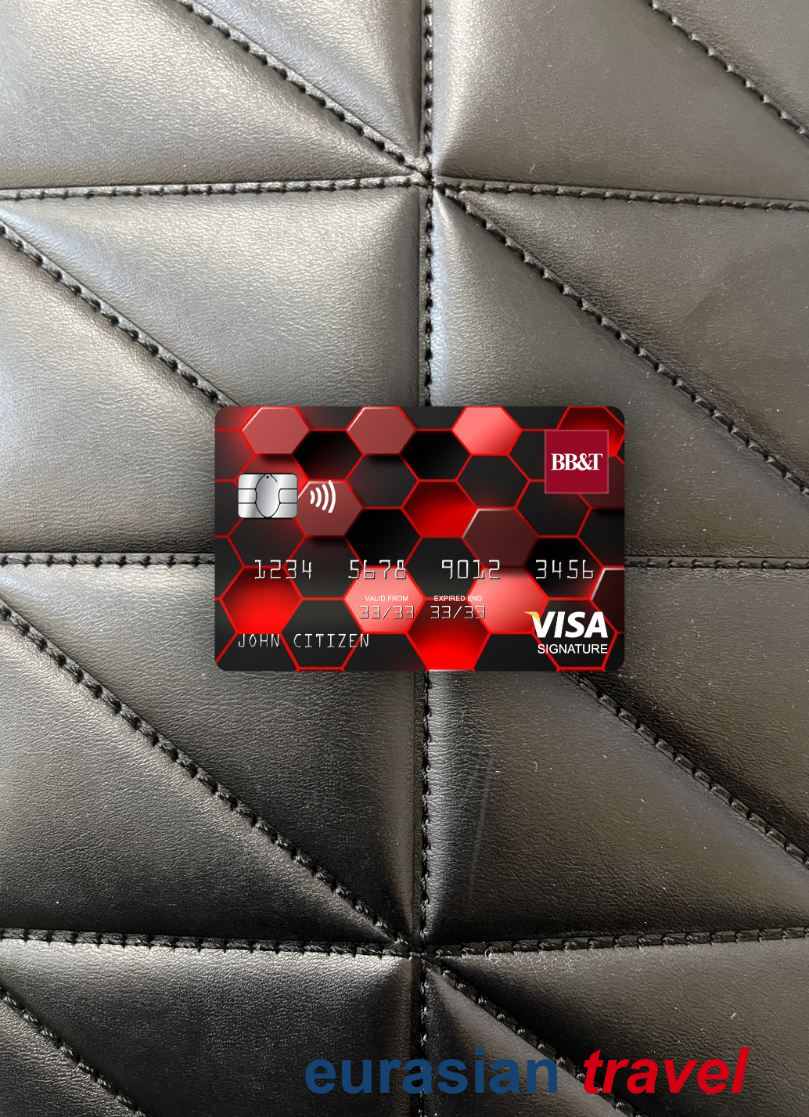 BB&T
1234 5678 9012 3456
VALID FROM EXPIRED END
33/33 33/33
JOHN CITIZEN
VISA
SIGNATURE
eurasian travel